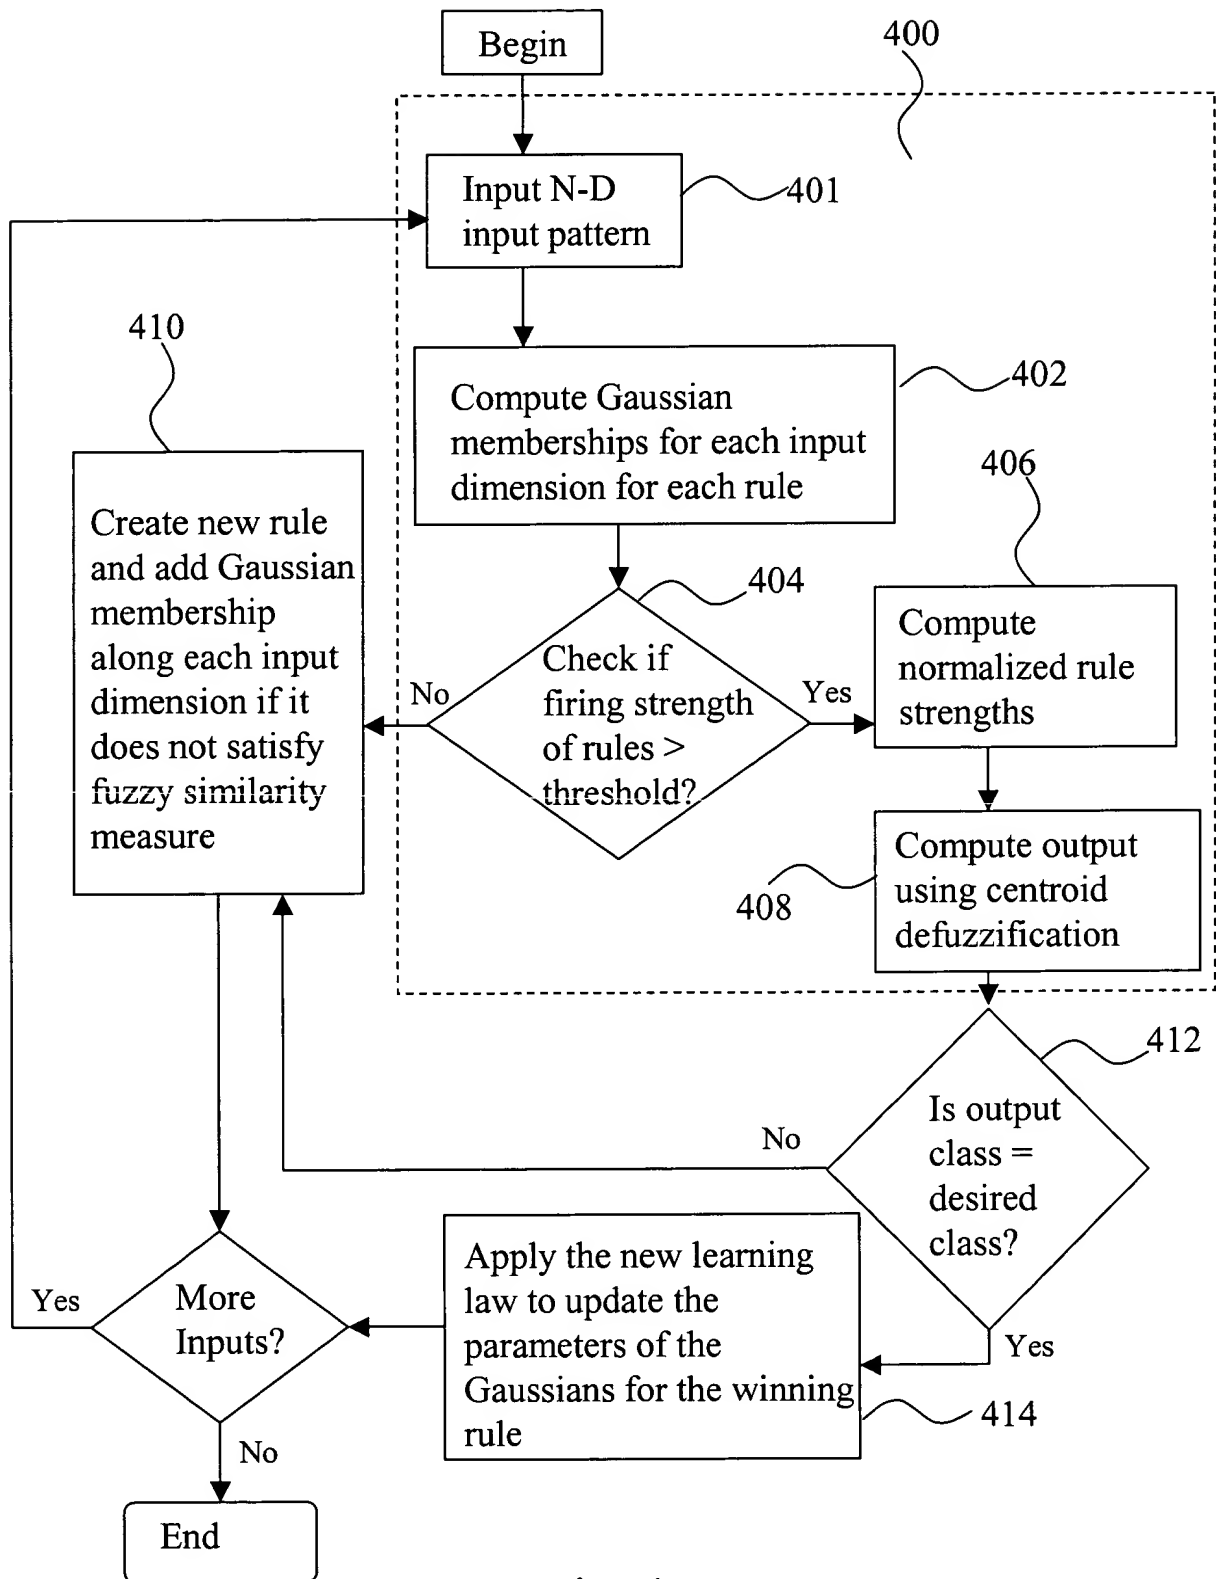 Begin
400
Input N-D
input pattern
401
410
Compute Gaussian
memberships for each input
dimension for each rule
402
406
Create new rule
and add Gaussian
membership
along each input
dimension if it
does not satisfy
fuzzy similarity
measure
404
Check if
firing strength
of rules >
threshold?
No
Yes
Compute
normalized rule
strengths
Compute output
using centroid
defuzzification
408
412
Is output
class =
desired
class?
No
Yes
Apply the new learning
law to update the
parameters of the
Gaussians for the winning
rule
414
More
Inputs?
Yes
No
End